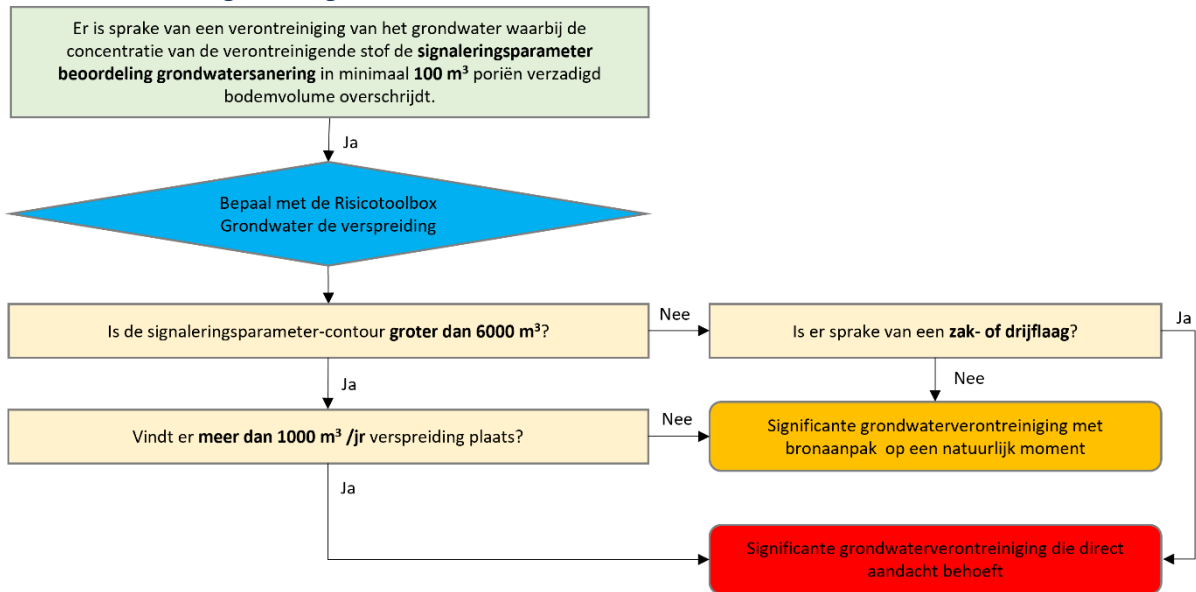 Er is sprake van een verontreiniging van het grondwater waarbij de
concentratie van de verontreinigende stof de signaleringsparameter
beoordeling grondwatersanering in minimaal 100 m³ poriën verzadigd
bodemvolume overschrijdt.
Ja
Bepaal met de Risicotoolbox
Grondwater de verspreiding
Is de signaleringsparameter-contour groter dan 6000 m³?
Nee
Is er sprake van een zak- of drijflaag?
Ja
Ja
Nee
Vindt er meer dan 1000 m³ /jr verspreiding plaats?
Nee
Significante grondwaterverontreiniging met
bronaanpak op een natuurlijk moment
Ja
Significante grondwaterverontreiniging die direct
aandacht behoeft